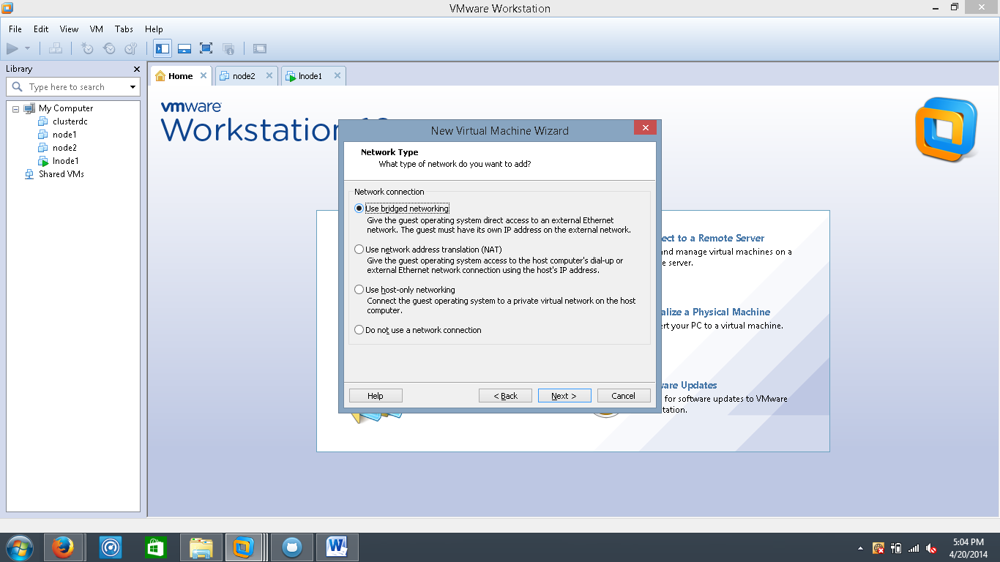 VMware Workstation
File Edit View VM Tabs Help
Library
Type here to search
My Computer
clusterdc
node1
node2
lnode1
Shared VMs
Home
node2
lnode1
vmware
Workstation
New Virtual Machine Wizard
Network Type
What type of network do you want to add?
Network connection
Use bridged networking
Give the guest operating system direct access to an external Ethernet
network. The guest must have its own IP address on the external network.
Use network address translation (NAT)
Give the guest operating system access to the host computer's dial-up or
external Ethernet network connection using the host's IP address.
Use host-only networking
Connect the guest operating system to a private virtual network on the host
computer.
Do not use a network connection
Help
< Back
Next >
Cancel
ect to a Remote Server
and manage virtual machines on a
e server.
alize a Physical Machine
ert your PC to a virtual machine.
ware Updates
for software updates to VMware
tation.
5:04 PM
4/20/2014